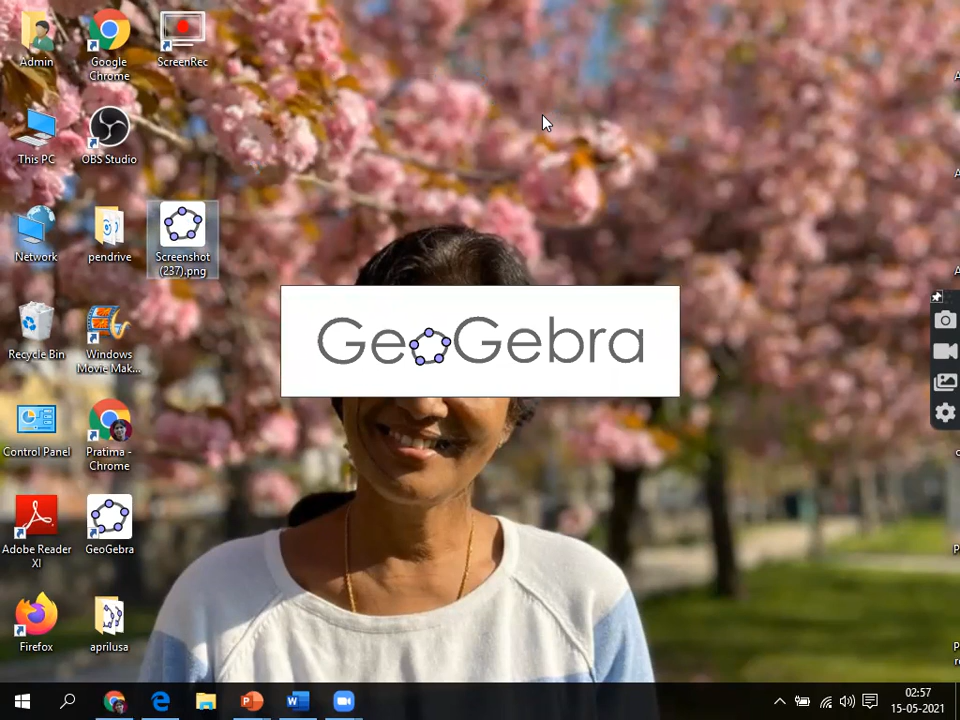 Admin
Google
Chrome
ScreenRec
This PC
OBS Studio
Network
pendrive
Screenshot
(237).png
Recycle Bin
Windows
Movie Mak...
Control Panel
Pratima -
Chrome
Adobe Reader
XI
GeoGebra
Firefox
aprilusa
GeoGebra
02:57
15-05-2021